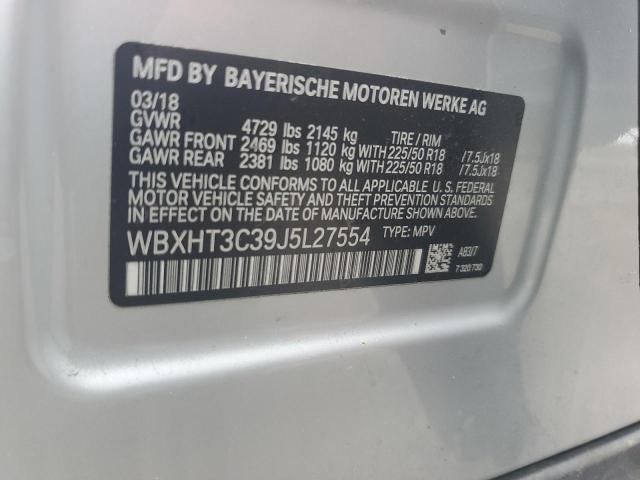 MFD BY BAYERISCHE MOTOREN WERKE AG
03/18
GVWR 4729 lbs 2145 kg TIRE / RIM
GAWR FRONT 2469 lbs 1120 kg WITH 225/50 R18 /7.5Jx18
GAWR REAR 2381 lbs 1080 kg WITH 225/50 R18 /7.5Jx18
THIS VEHICLE CONFORMS TO ALL APPLICABLE U. S. FEDERAL
MOTOR VEHICLE SAFETY AND THEFT PREVENTION STANDARDS
IN EFFECT ON THE DATE OF MANUFACTURE SHOWN ABOVE.
WBXHT3C39J5L27554 TYPE: MPV
A83/7
7 320 730